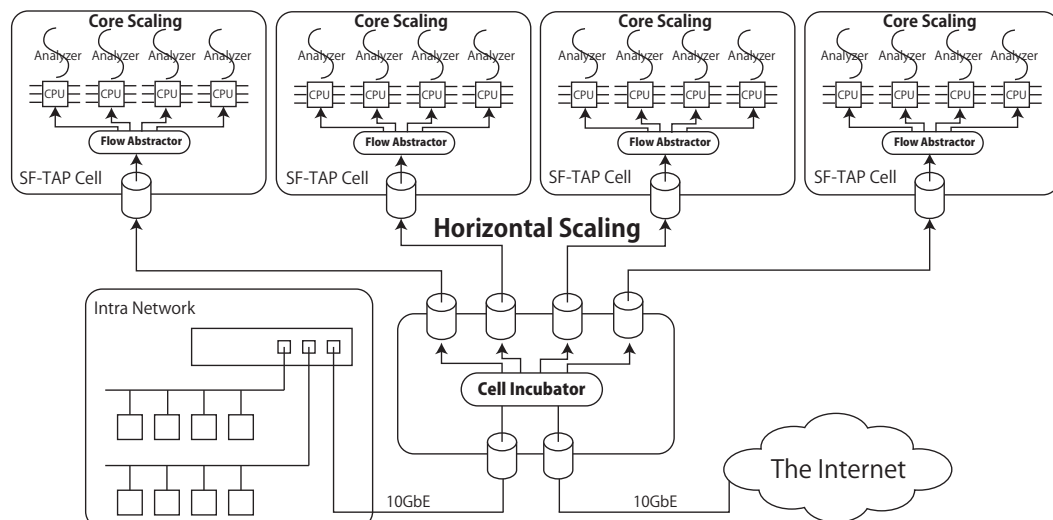 Core Scaling Core Scaling Core Scaling Core Scaling
Analyzer Analyzer Analyzer Analyzer Analyzer Analyzer Analyzer Analyzer Analyzer Analyzer Analyzer Analyzer Analyzer Analyzer Analyzer Analyzer
CPU CPU CPU CPU CPU CPU CPU CPU CPU CPU CPU CPU CPU CPU CPU CPU
Flow Abstractor Flow Abstractor Flow Abstractor Flow Abstractor
SF-TAP Cell SF-TAP Cell SF-TAP Cell SF-TAP Cell
Horizontal Scaling
Intra Network
Cell Incubator
The Internet
10GbE 10GbE